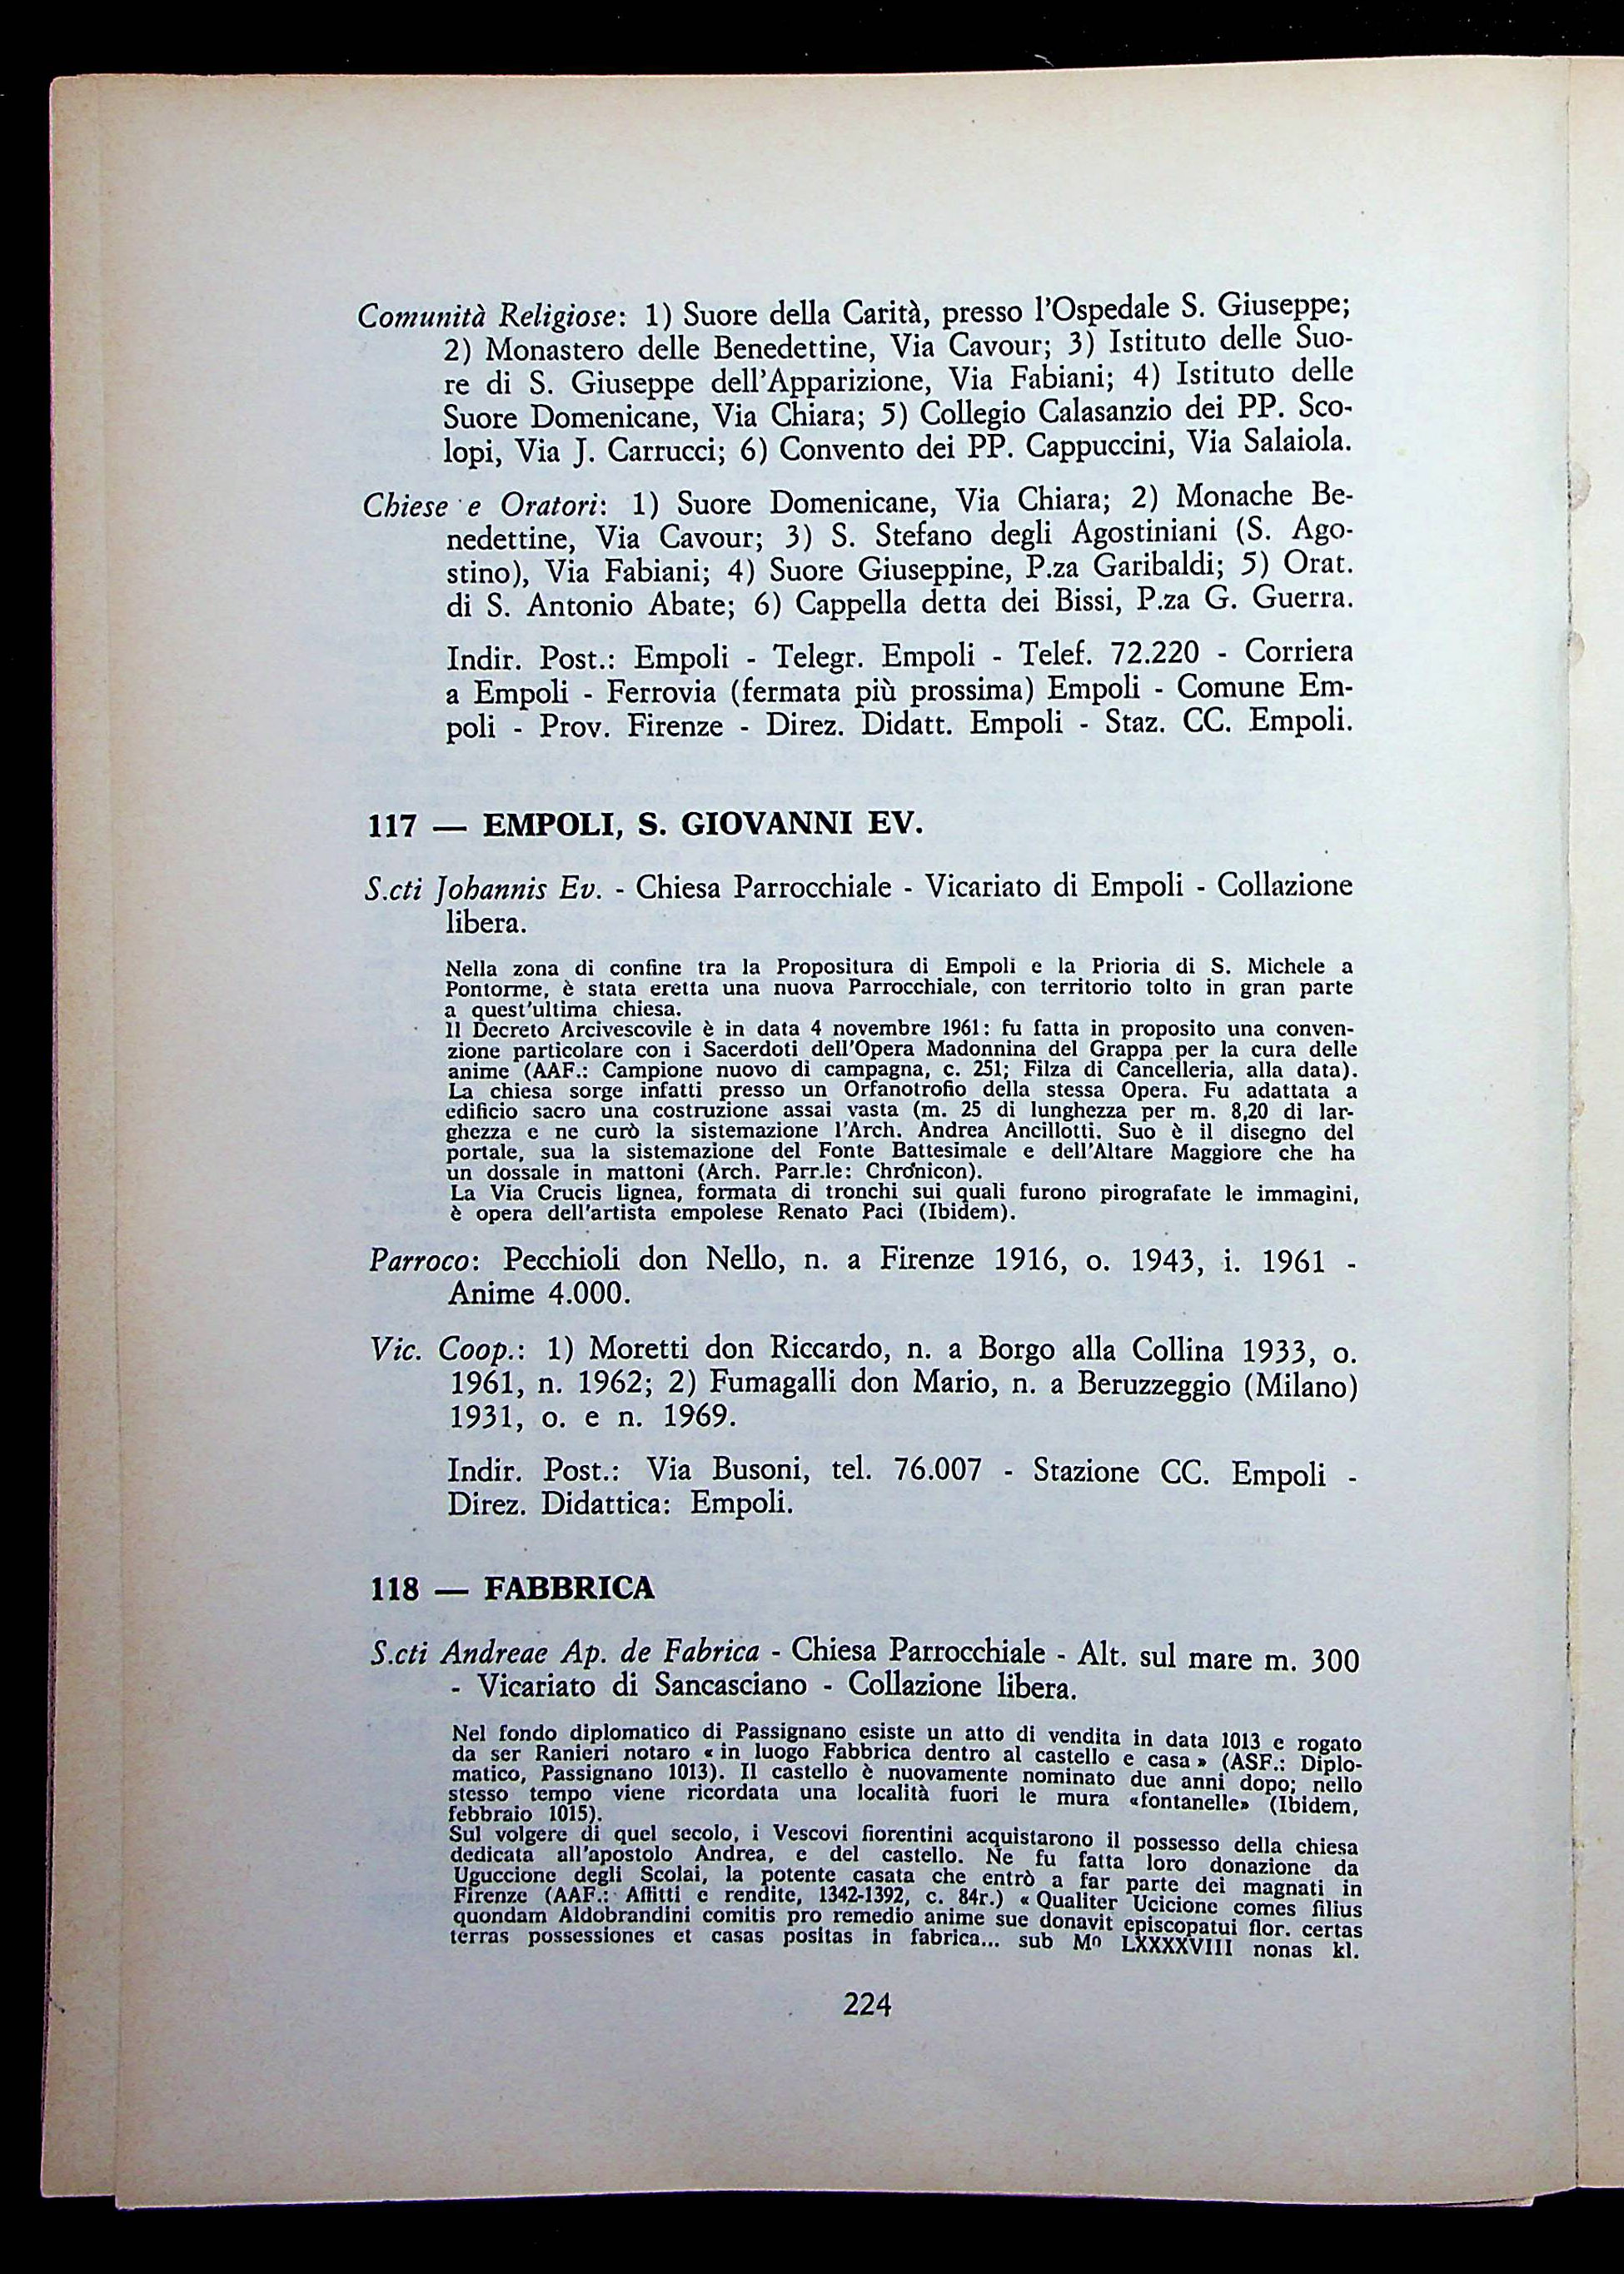 Comunità Religiose: 1) Suore della Carità, presso l'Ospedale S. Giuseppe;
2) Monastero delle Benedettine, Via Cavour; 3) Istituto delle Suo-
re di S. Giuseppe dell'Apparizione, Via Fabiani; 4) Istituto delle
Suore Domenicane, Via Chiara; 5) Collegio Calasanzio dei PP. Sco-
lopi, Via J. Carrucci; 6) Convento dei PP. Cappuccini, Via Salaiola.
Chiese e Oratori: 1) Suore Domenicane, Via Chiara; 2) Monache Be-
nedettine, Via Cavour; 3) S. Stefano degli Agostiniani (S. Ago-
stino), Via Fabiani; 4) Suore Giuseppine, P.za Garibaldi; 5) Orat.
di S. Antonio Abate; 6) Cappella detta dei Bissi, P.za G. Guerra.
Indir. Post.: Empoli - Telegr. Empoli - Telef. 72.220 - Corriera
a Empoli - Ferrovia (fermata più prossima) Empoli - Comune Em-
poli - Prov. Firenze - Direz. Didatt. Empoli - Staz. CC. Empoli.
117 — EMPOLI, S. GIOVANNI EV.
S.cti Johannis Ev. - Chiesa Parrocchiale - Vicariato di Empoli - Collazione
libera.
Nella zona di confine tra la Propositura di Empoli e la Prioria di S. Michele a
Pontorme, è stata eretta una nuova Parrocchiale, con territorio tolto in gran parte
a quest'ultima chiesa.
Il Decreto Arcivescovile è in data 4 novembre 1961: fu fatta in proposito una conven-
zione particolare con i Sacerdoti dell'Opera Madonnina del Grappa per la cura delle
anime (AAF.: Campione nuovo di campagna, c. 251; Filza di Cancelleria, alla data).
La chiesa sorge infatti presso un Orfanotrofio della stessa Opera. Fu adattata a
edificio sacro una costruzione assai vasta (m. 25 di lunghezza per m. 8,20 di lar-
ghezza e ne curò la sistemazione l'Arch. Andrea Ancillotti. Suo è il disegno del
portale, sua la sistemazione del Fonte Battesimale e dell'Altare Maggiore che ha
un dossale in mattoni (Arch. Parr.le: Chronicon).
La Via Crucis lignea, formata di tronchi sui quali furono pirografate le immagini,
è opera dell'artista empolese Renato Paci (Ibidem).
Parroco: Pecchioli don Nello, n. a Firenze 1916, o. 1943, i. 1961 -
Anime 4.000.
Vic. Coop.: 1) Moretti don Riccardo, n. a Borgo alla Collina 1933, o.
1961, n. 1962; 2) Fumagalli don Mario, n. a Beruzzeggio (Milano)
1931, o. e n. 1969.
Indir. Post.: Via Busoni, tel. 76.007 - Stazione CC. Empoli -
Direz. Didattica: Empoli.
118 — FABBRICA
S.cti Andreae Ap. de Fabrica - Chiesa Parrocchiale - Alt. sul mare m. 300
- Vicariato di Sancasciano - Collazione libera.
Nel fondo diplomatico di Passignano esiste un atto di vendita in data 1013 e rogato
da ser Ranieri notaro « in luogo Fabbrica dentro al castello e casa » (ASF.: Diplo-
matico, Passignano 1013). Il castello è nuovamente nominato due anni dopo; nello
stesso tempo viene ricordata una località fuori le mura «fontanelle» (Ibidem,
febbraio 1015).
Sul volgere di quel secolo, i Vescovi fiorentini acquistarono il possesso della chiesa
dedicata all'apostolo Andrea, e del castello. Ne fu fatta loro donazione da
Uguccione degli Scolai, la potente casata che entrò a far parte dei magnati in
Firenze (AAF.: Affitti e rendite, 1342-1392, c. 84r.) « Qualiter Ucicione comes filius
quondam Aldobrandini comitis pro remedio anime sue donavit episcopatui flor. certas
terras possessiones et casas positas in fabrica... sub Mº LXXXXVIII nonas kl.
224